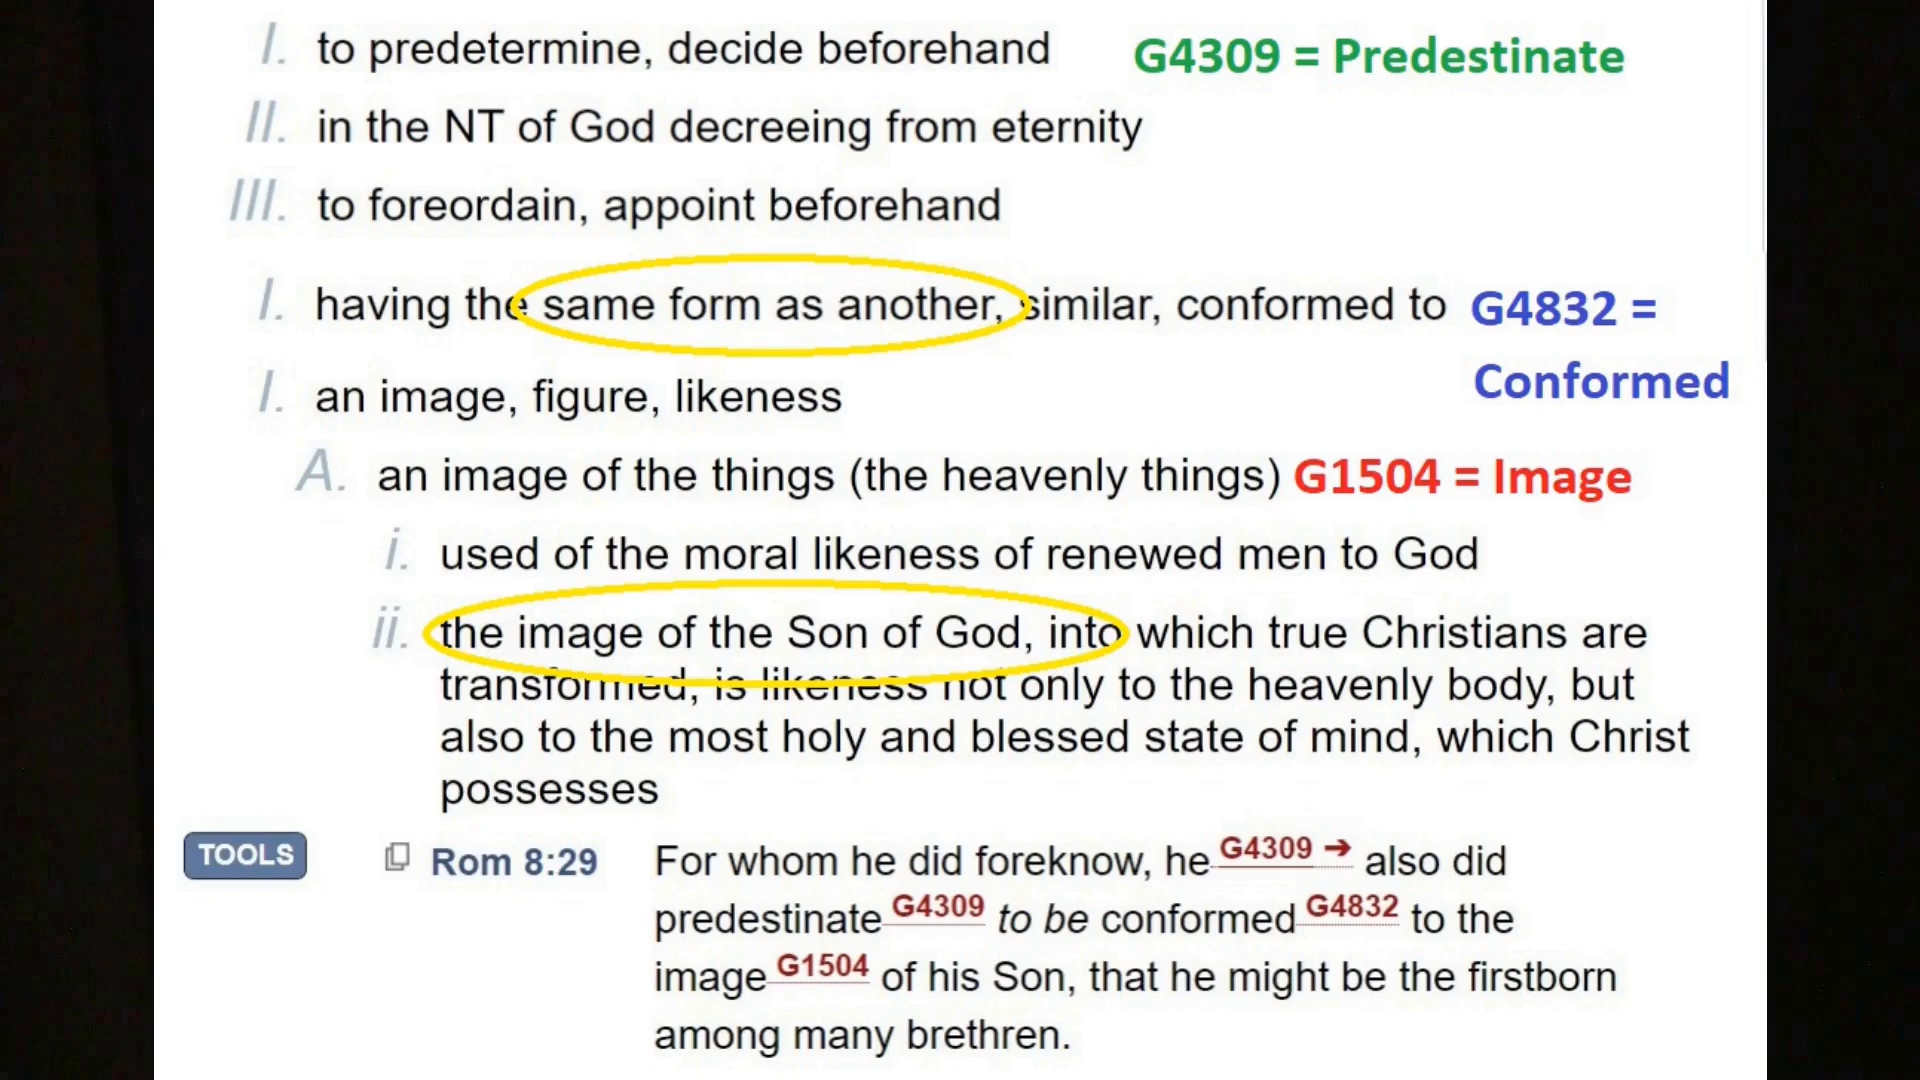 I. to predetermine, decide beforehand G4309 = Predestinate
II. in the NT of God decreeing from eternity
III. to foreordain, appoint beforehand
I. having the same form as another, similar, conformed to G4832 =
Conformed
I. an image, figure, likeness
A. an image of the things (the heavenly things) G1504 = Image
i. used of the moral likeness of renewed men to God
ii. the image of the Son of God, into which true Christians are
transformed, is likeness not only to the heavenly body, but
also to the most holy and blessed state of mind, which Christ
possesses
TOOLS Rom 8:29 For whom he did foreknow, he G4309 ➔ also did
predestinate G4309 to be conformed G4832 to the
image G1504 of his Son, that he might be the firstborn
among many brethren.